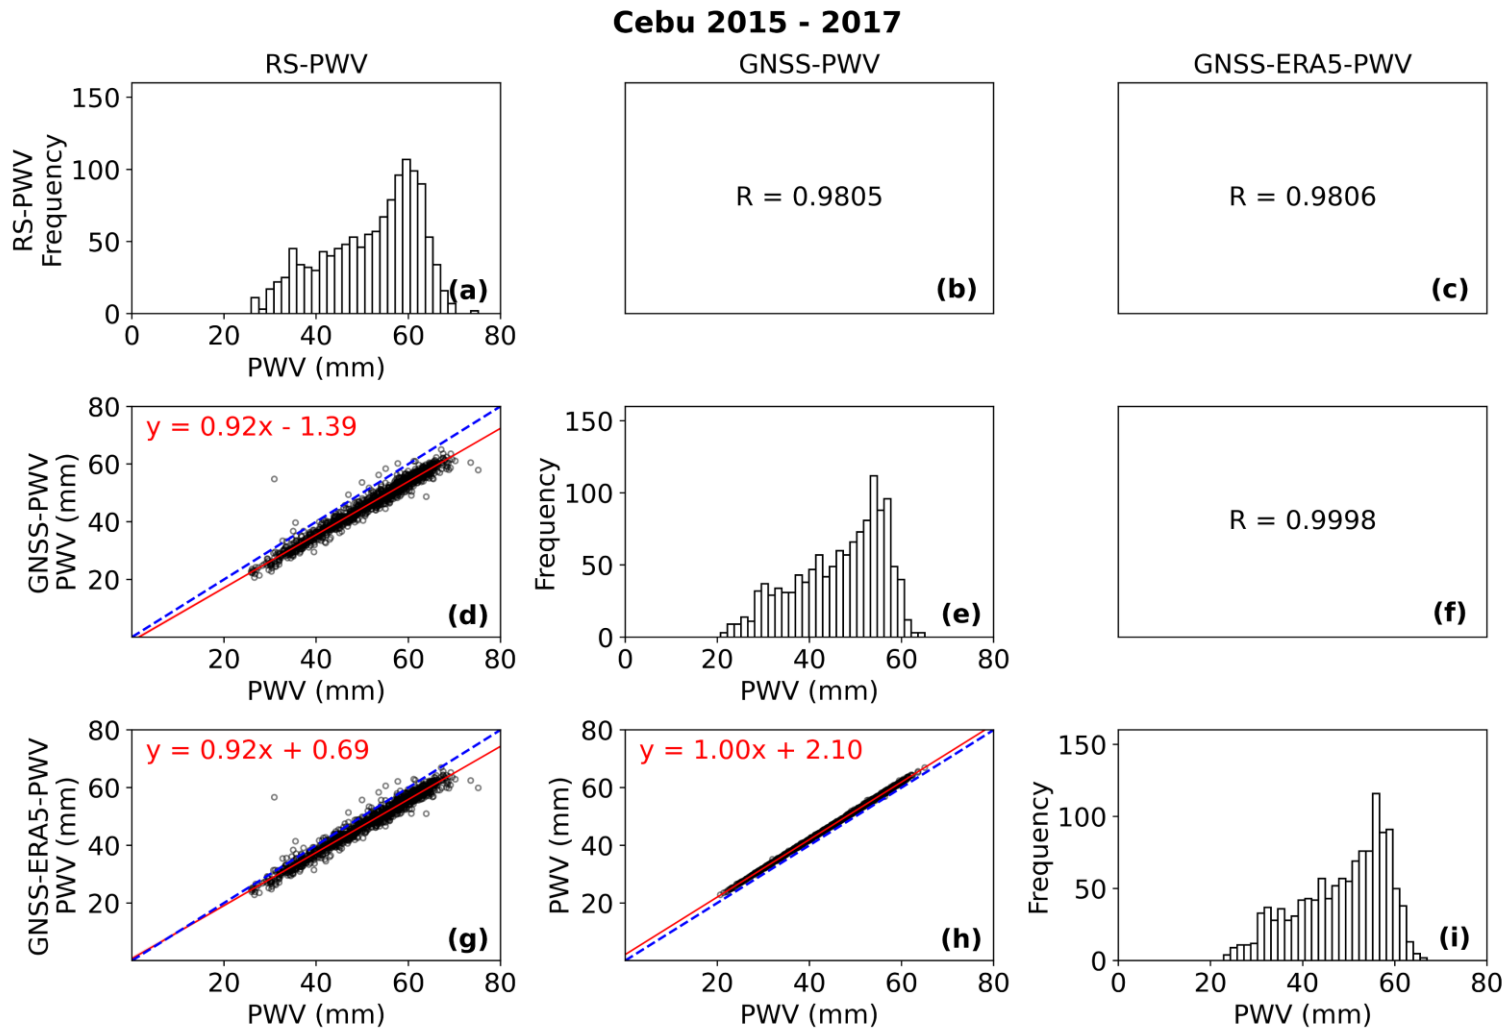 Cebu 2015 - 2017
RS-PWV
GNSS-PWV
GNSS-ERA5-PWV
RS-PWV
Frequency
150
100
50
0
0 20 40 60 80
PWV (mm)
(a)
R = 0.9805
(b)
R = 0.9806
(c)
GNSS-PWV
PWV (mm)
80
60
40
20
20 40 60 80
PWV (mm)
y = 0.92x - 1.39
(d)
Frequency
150
100
50
0
0 20 40 60 80
PWV (mm)
(e)
R = 0.9998
(f)
GNSS-ERA5-PWV
PWV (mm)
80
60
40
20
20 40 60 80
PWV (mm)
y = 0.92x + 0.69
(g)
PWV (mm)
80
60
40
20
20 40 60 80
PWV (mm)
y = 1.00x + 2.10
(h)
Frequency
150
100
50
0
0 20 40 60 80
PWV (mm)
(i)